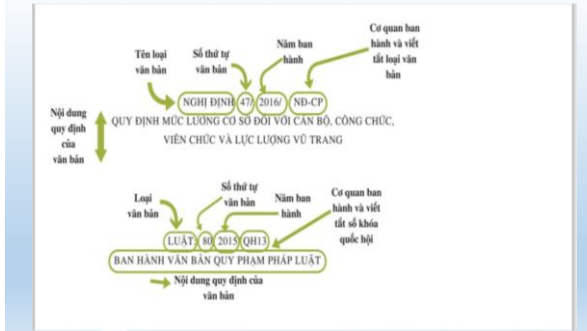 Tên loại
văn bản
Số thứ tự
văn bản
Năm ban
hành
Cơ quan ban
hành và viết
tắt loại văn
bản
NGHỊ ĐỊNH 47/ 2016/ NĐ-CP
Nội dung
quy định
của
văn bản
QUY ĐỊNH MỨC LƯƠNG CƠ SỞ ĐỐI VỚI CÁN BỘ, CÔNG CHỨC,
VIÊN CHỨC VÀ LỰC LƯỢNG VŨ TRANG
Loại
văn bản
Số thứ tự
văn bản
Năm ban
hành
Cơ quan ban
hành và viết
tắt số khóa
quốc hội
LUẬT 80 2015 QH13
BAN HÀNH VĂN BẢN QUY PHẠM PHÁP LUẬT
Nội dung quy định của
văn bản